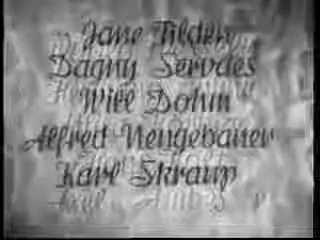 Jane Tilden
Dagny Servaes
Will Dohm
Alfred Neugebauer
Karl Skraup